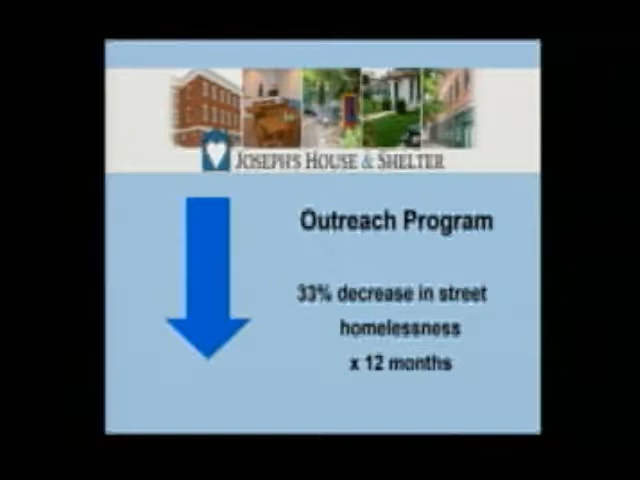 JOSEPH'S HOUSE & SHELTER
Outreach Program
33% decrease in street
homelessness
x 12 months